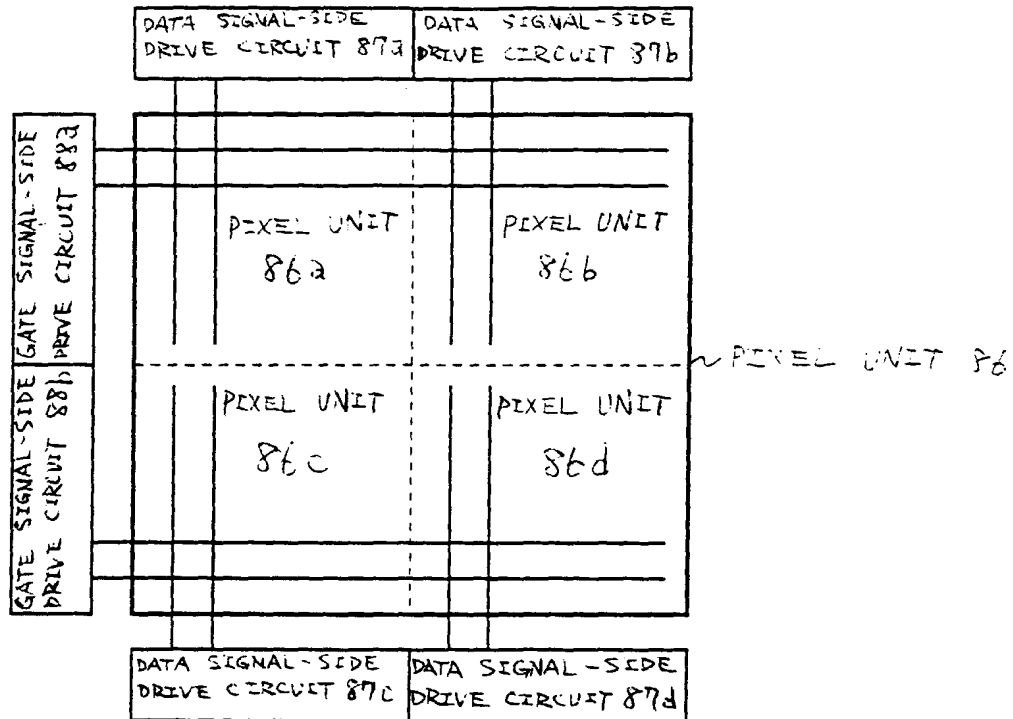 DATA SIGNAL-SIDE
DRIVE CIRCUIT 87a
DATA SIGNAL-SIDE
DRIVE CIRCUIT 87b
GATE SIGNAL-SIDE
DRIVE CIRCUIT 88a
PIXEL UNIT
86a
PIXEL UNIT
86b
PIXEL UNIT 86
GATE SIGNAL-SIDE
DRIVE CIRCUIT 88b
PIXEL UNIT
86c
PIXEL UNIT
86d
DATA SIGNAL-SIDE
DRIVE CIRCUIT 87c
DATA SIGNAL-SIDE
DRIVE CIRCUIT 87d